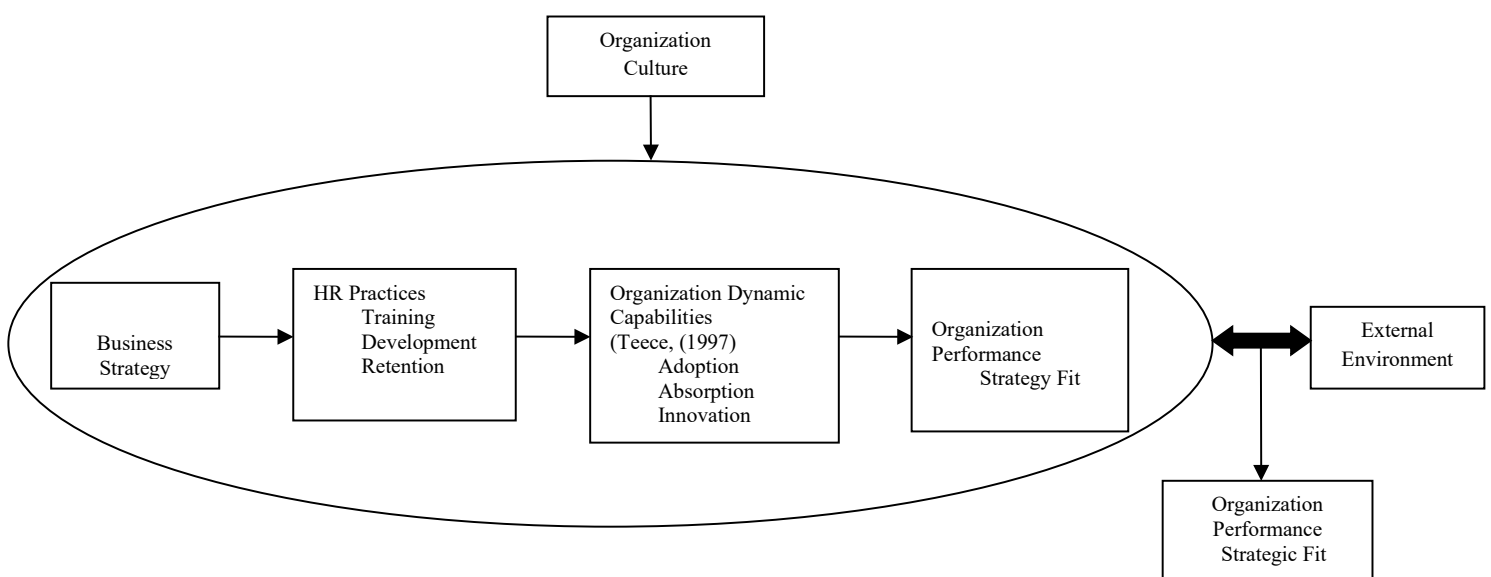 Organization
Culture
Business
Strategy
HR Practices
Training
Development
Retention
Organization Dynamic
Capabilities
(Teece, (1997)
Adoption
Absorption
Innovation
Organization
Performance
Strategy Fit
External
Environment
Organization
Performance
Strategic Fit